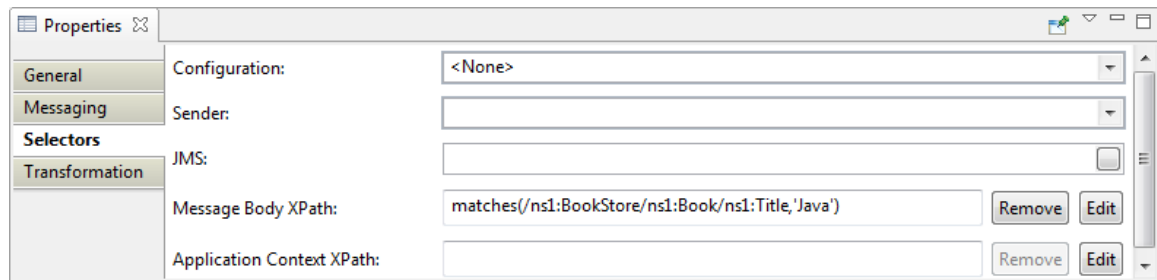 Properties
General
Messaging
Selectors
Transformation
Configuration: <None>
Sender:
JMS:
Message Body XPath: matches(/ns1:BookStore/ns1:Book/ns1:Title,'Java') Remove Edit
Application Context XPath: Remove Edit